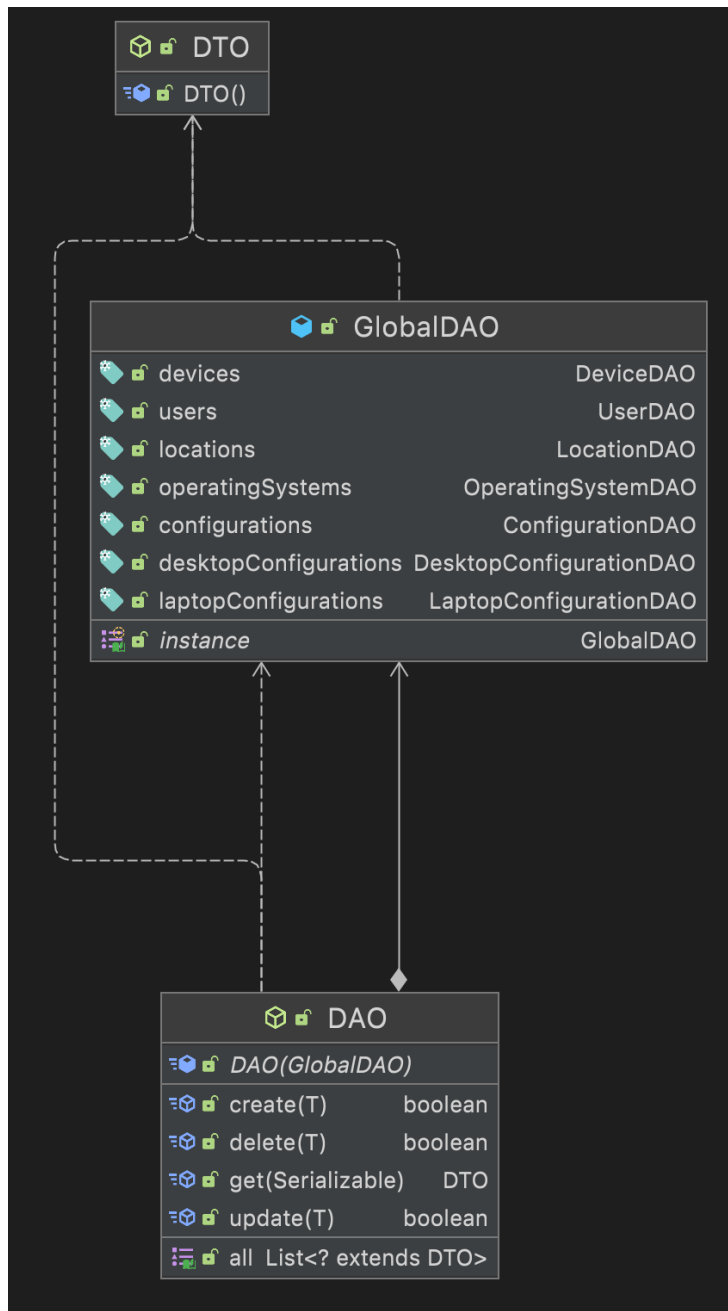 DTO
DTO()
GlobalDAO
devices DeviceDAO
users UserDAO
locations LocationDAO
operatingSystems OperatingSystemDAO
configurations ConfigurationDAO
desktopConfigurations DesktopConfigurationDAO
laptopConfigurations LaptopConfigurationDAO
instance GlobalDAO
DAO
DAO(GlobalDAO)
create(T) boolean
delete(T) boolean
get(Serializable) DTO
update(T) boolean
all List<? extends DTO>